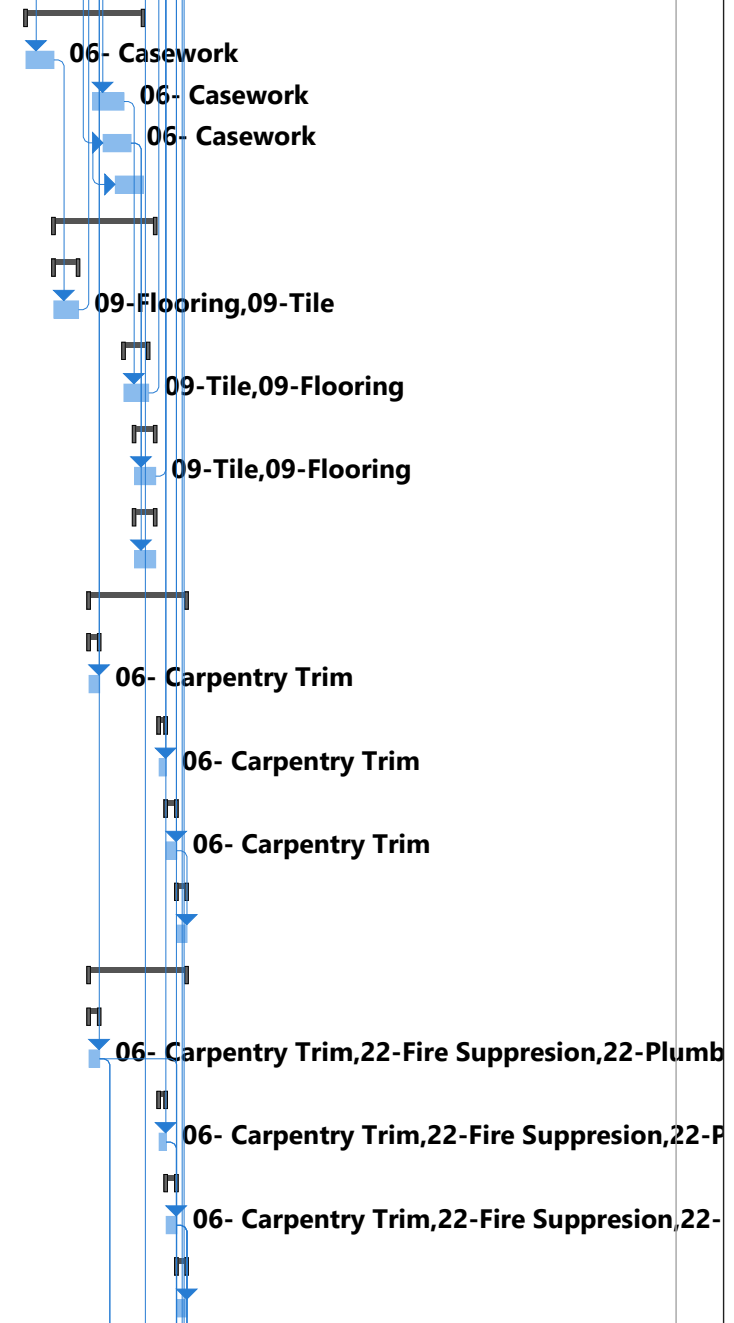 06- Casework
06- Casework
06- Casework
09-Flooring,09-Tile
09-Tile,09-Flooring
09-Tile,09-Flooring
06- Carpentry Trim
06- Carpentry Trim
06- Carpentry Trim
06- Carpentry Trim,22-Fire Suppresion,22-Plumb
06- Carpentry Trim,22-Fire Suppresion,22-P
06- Carpentry Trim,22-Fire Suppresion,22-